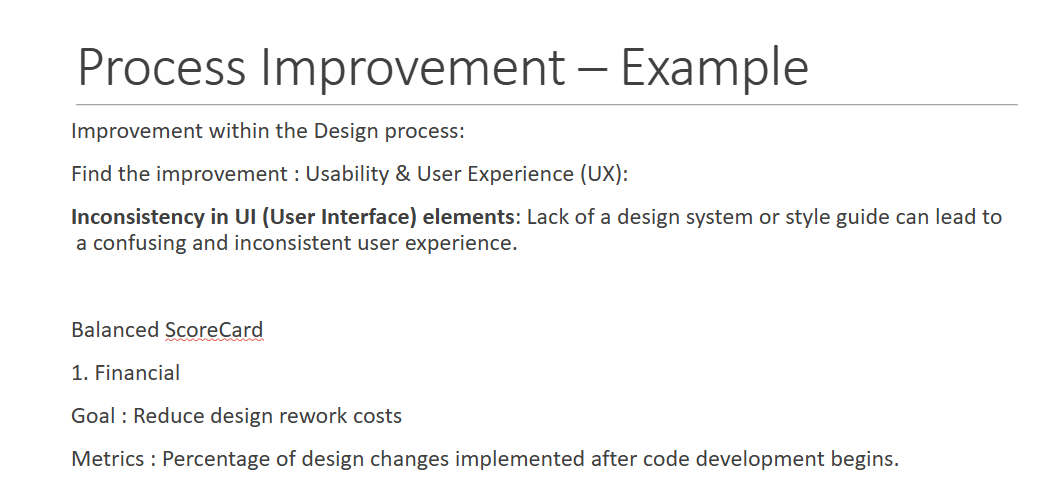 Process Improvement – Example
Improvement within the Design process:
Find the improvement : Usability & User Experience (UX):
Inconsistency in UI (User Interface) elements: Lack of a design system or style guide can lead to
a confusing and inconsistent user experience.
Balanced ScoreCard
1. Financial
Goal : Reduce design rework costs
Metrics : Percentage of design changes implemented after code development begins.